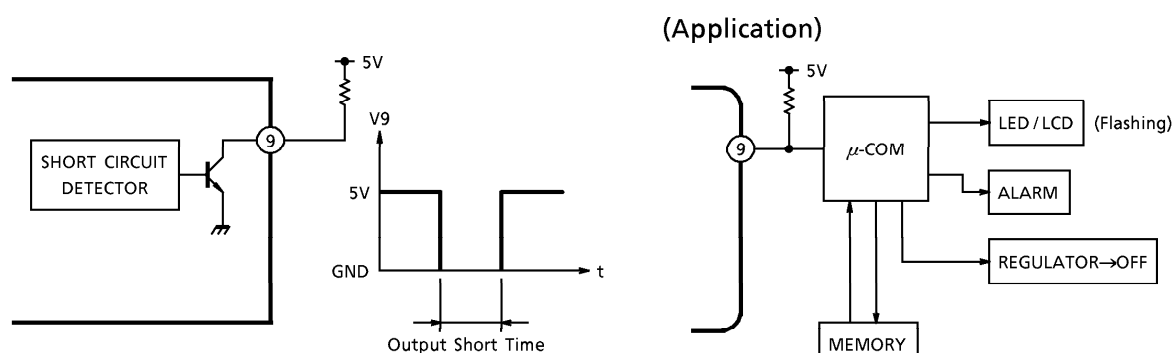 (Application)
5V
9
SHORT CIRCUIT
DETECTOR
V9
5V
GND
t
Output Short Time
5V
9
μ-COM
LED / LCD (Flashing)
ALARM
REGULATOR→OFF
MEMORY